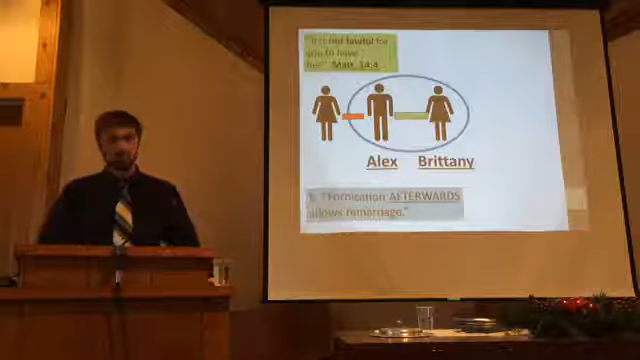 "It is not lawful for
you to have
her" Matt. 14:4
Alex Brittany
"Fornication AFTERWARDS
allows remarriage."